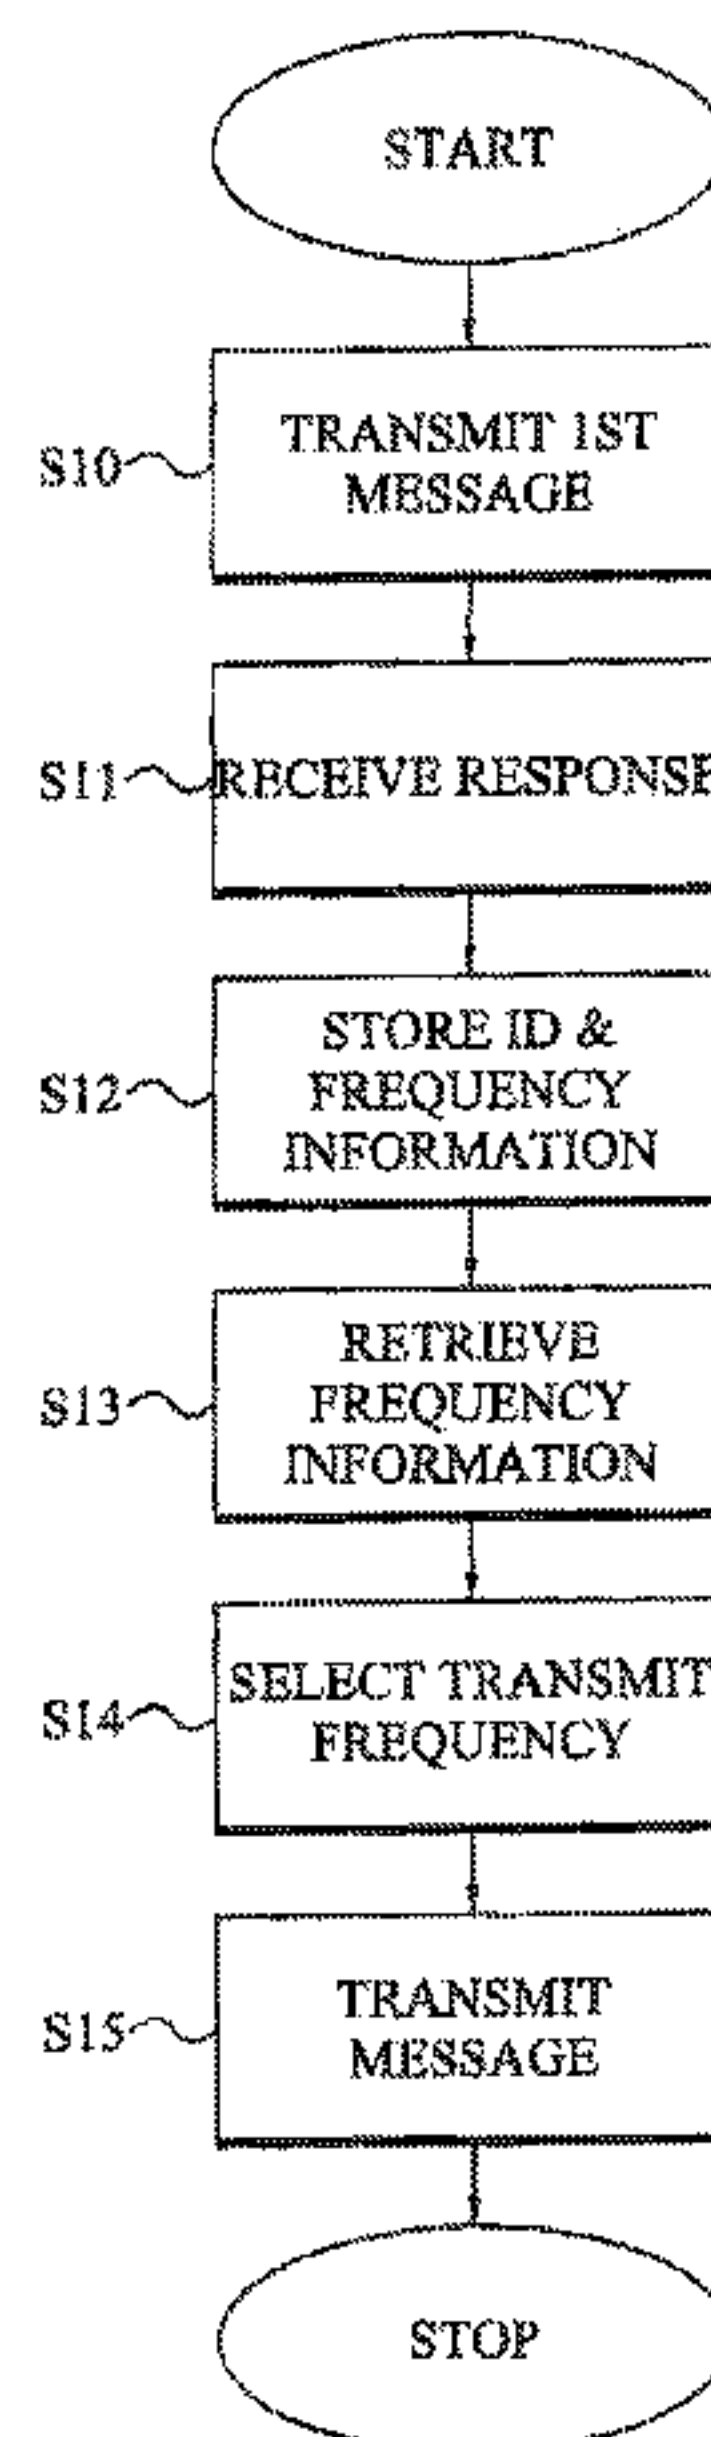 START
S10
TRANSMIT 1ST
MESSAGE
S11
RECEIVE RESPONSE
S12
STORE ID &
FREQUENCY
INFORMATION
S13
RETRIEVE
FREQUENCY
INFORMATION
S14
SELECT TRANSMIT
FREQUENCY
S15
TRANSMIT
MESSAGE
STOP